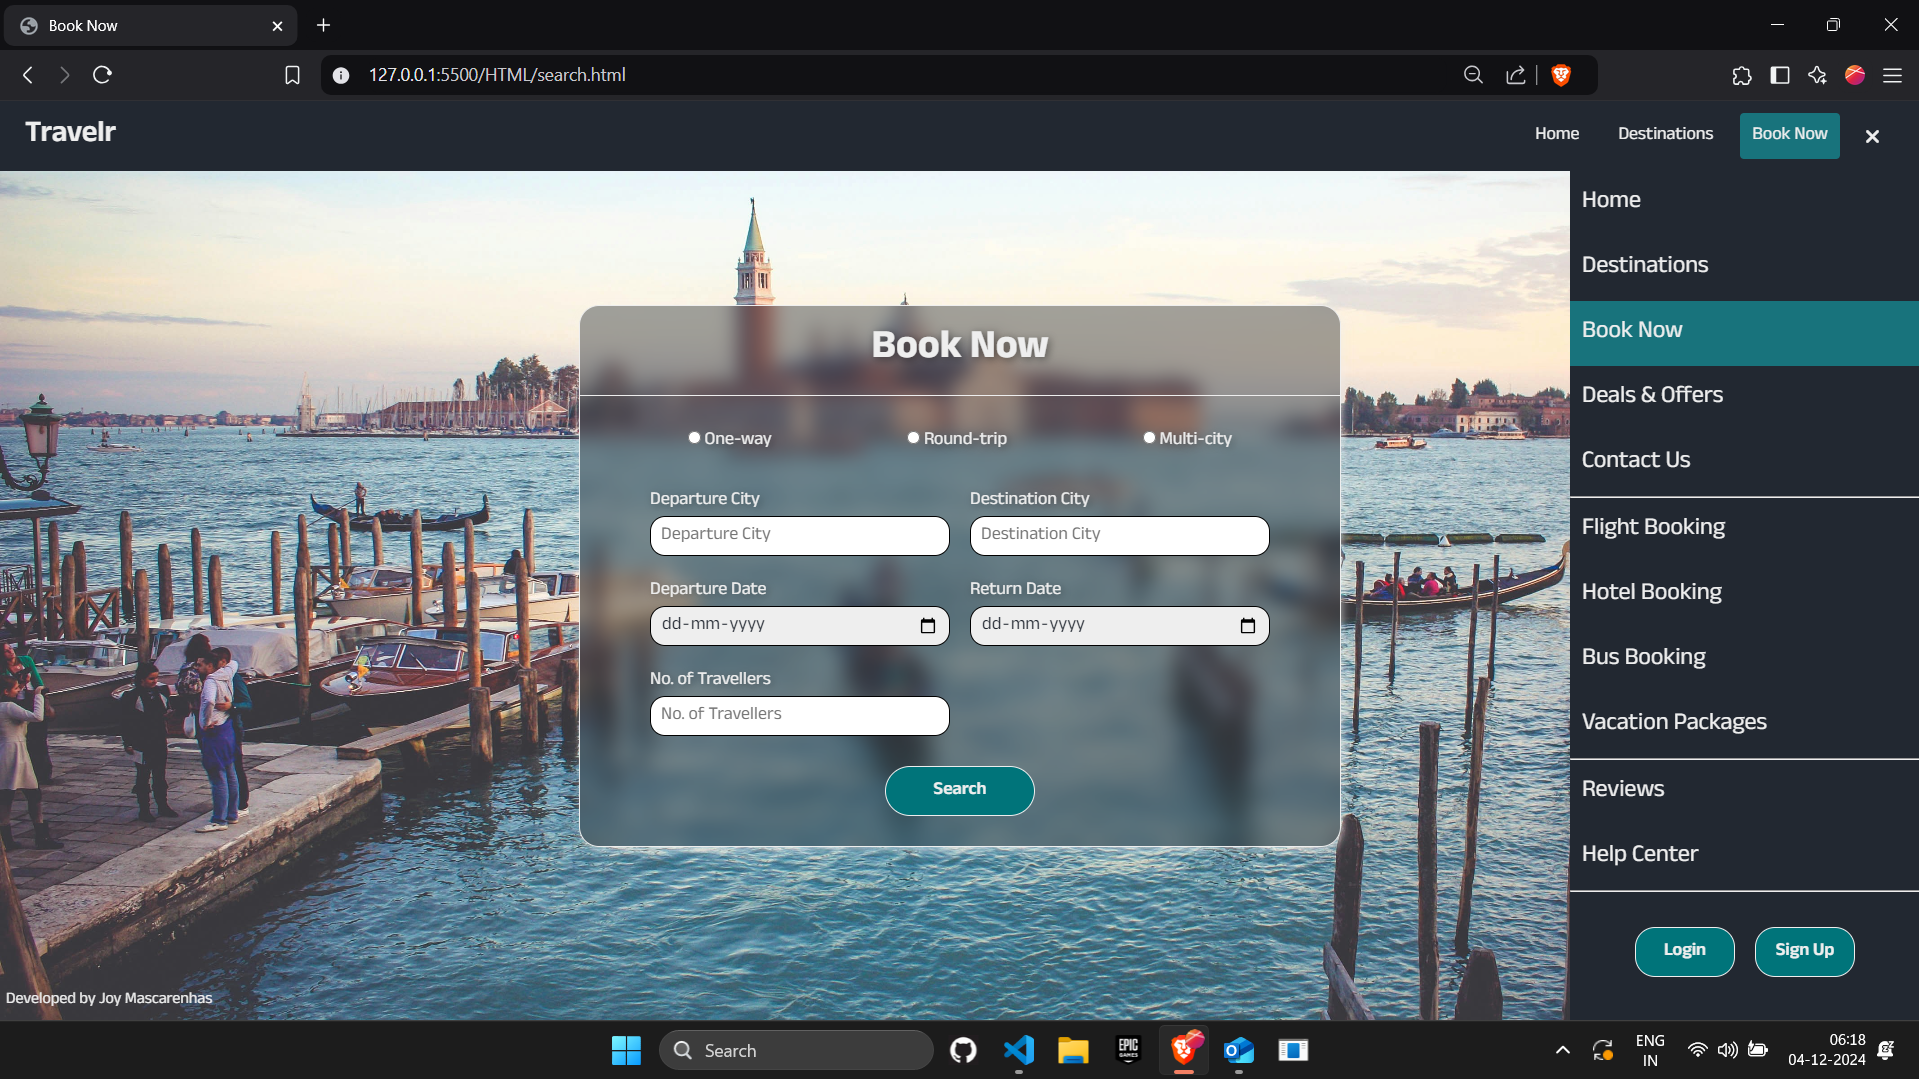 Book Now
127.0.0.1:5500/HTML/search.html
Travelr
Home Destinations Book Now
Home
Destinations
Book Now
Deals & Offers
Contact Us
Flight Booking
Hotel Booking
Bus Booking
Vacation Packages
Reviews
Help Center
Login Sign Up
Book Now
One-way Round-trip Multi-city
Departure City Destination City
Departure City Destination City
Departure Date Return Date
dd-mm-yyyy dd-mm-yyyy
No. of Travellers
No. of Travellers
Search
Developed by Joy Mascarenhas
Search
EPIC
GAMES
ENG
IN
06:18
04-12-2024